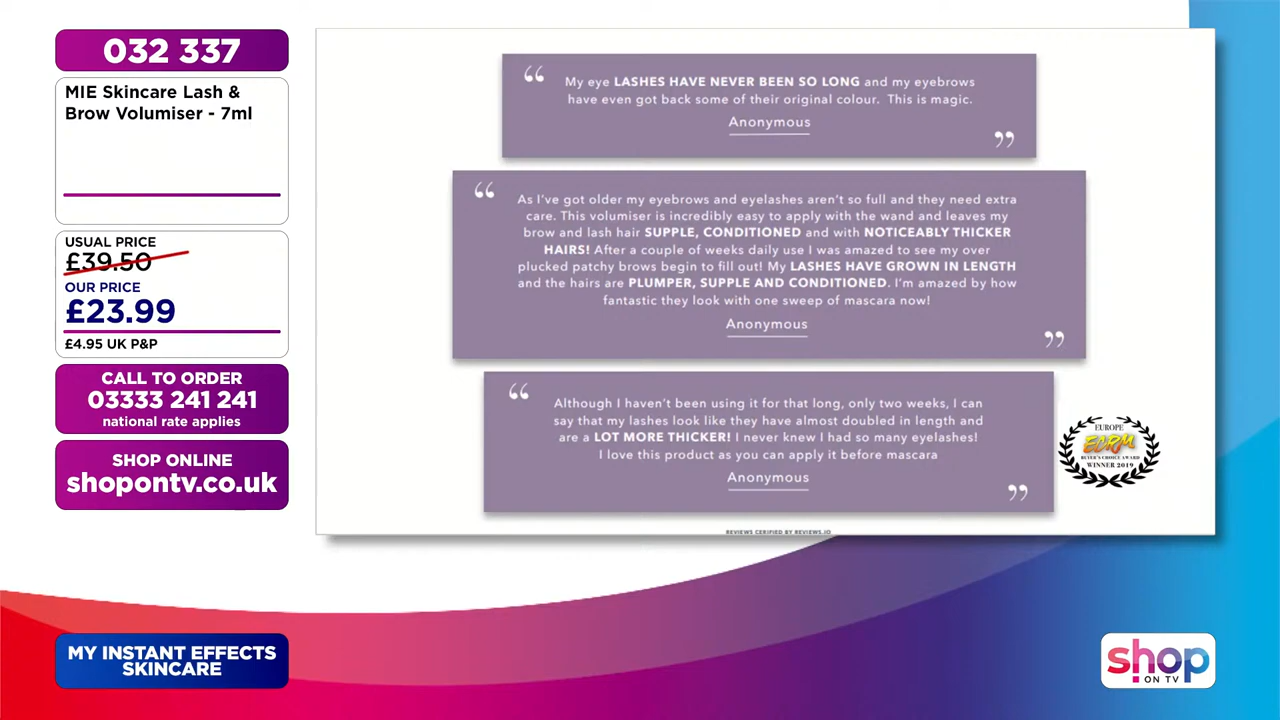 032 337
MIE Skincare Lash &
Brow Volumiser - 7ml
USUAL PRICE
£39.50
OUR PRICE
£23.99
£4.95 UK P&P
CALL TO ORDER
03333 241 241
national rate applies
SHOP ONLINE
shopontv.co.uk
MY INSTANT EFFECTS
SKINCARE
“ My eye LASHES HAVE NEVER BEEN SO LONG and my eyebrows
have even got back some of their original colour. This is magic.
Anonymous ”
“ As I’ve got older my eyebrows and eyelashes aren’t so full and they need extra
care. This volumiser is incredibly easy to apply with the wand and leaves my
brow and lash hair SUPPLE, CONDITIONED and with NOTICEABLY THICKER
HAIRS! After a couple of weeks daily use I was amazed to see my over
plucked patchy brows begin to fill out! My LASHES HAVE GROWN IN LENGTH
and the hairs are PLUMPER, SUPPLE AND CONDITIONED. I’m amazed by how
fantastic they look with one sweep of mascara now!
Anonymous ”
“ Although I haven’t been using it for that long, only two weeks, I can
say that my lashes look like they have almost doubled in length and
are a LOT MORE THICKER! I never knew I had so many eyelashes!
I love this product as you can apply it before mascara
Anonymous ”
EUROPE
ECRM
BUYER'S CHOICE AWARD
WINNER 2019
REVIEWS CERIFIED BY REVIEWS.IO
shop
ON TV